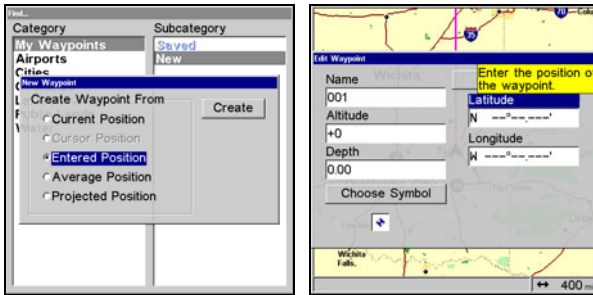 Find...
Category
Subcategory
My Waypoints
Saved
Airports
New
Cities
New Waypoint
Create Waypoint From
Create
Current Position
Cursor Position
Entered Position
Average Position
Projected Position
70
35
Edit Waypoint
Name
Wichita
Enter the position of
the waypoint.
001
Latitude
Altitude
N --°--.---'
+0
Longitude
Depth
W --°--.---'
0.00
Choose Symbol
Wichita
Falls.
400